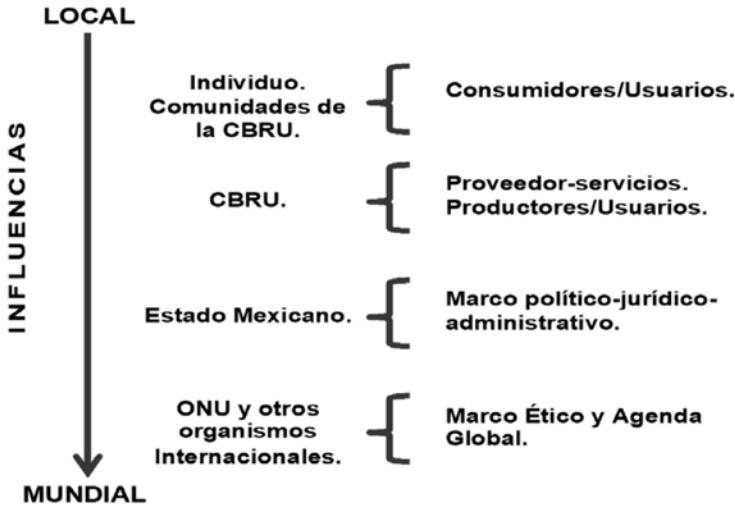 LOCAL
INFLUENCIAS
Individuo.
Comunidades de
la CBRU.
Consumidores/Usuarios.
CBRU.
Proveedor-servicios.
Productores/Usuarios.
Estado Mexicano.
Marco político-jurídico-
administrativo.
ONU y otros
organismos
Internacionales.
Marco Ético y Agenda
Global.
MUNDIAL